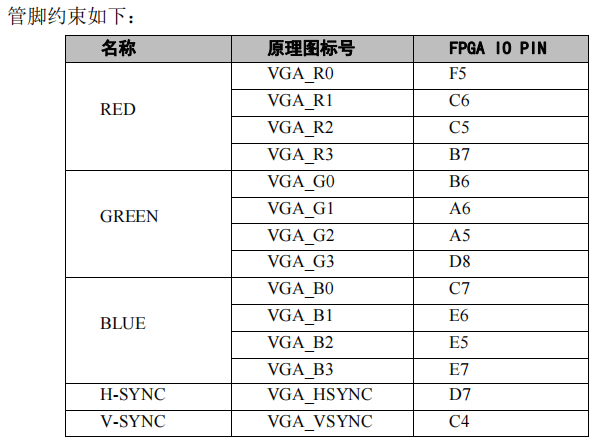 管脚约束如下：
名称 原理图标号 FPGA IO PIN
RED
VGA_R0 F5
VGA_R1 C6
VGA_R2 C5
VGA_R3 B7
GREEN
VGA_G0 B6
VGA_G1 A6
VGA_G2 A5
VGA_G3 D8
BLUE
VGA_B0 C7
VGA_B1 E6
VGA_B2 E5
VGA_B3 E7
H-SYNC VGA_HSYNC D7
V-SYNC VGA_VSYNC C4